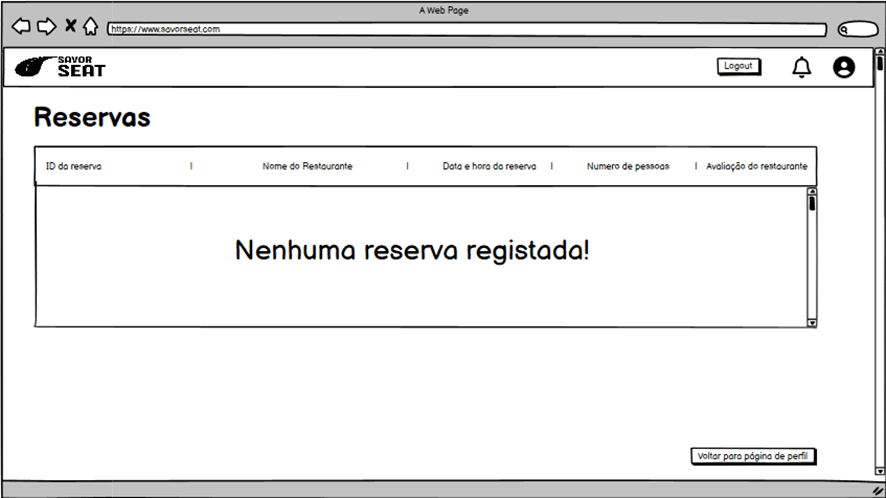 A Web Page
https://www.savorseat.com
SAVOR
SEAT
Logout
Reservas
ID da reserva | Nome do Restaurante | Data e hora da reserva | Numero de pessoas | Avaliação do restaurante
Nenhuma reserva registada!
Voltar para página de perfil